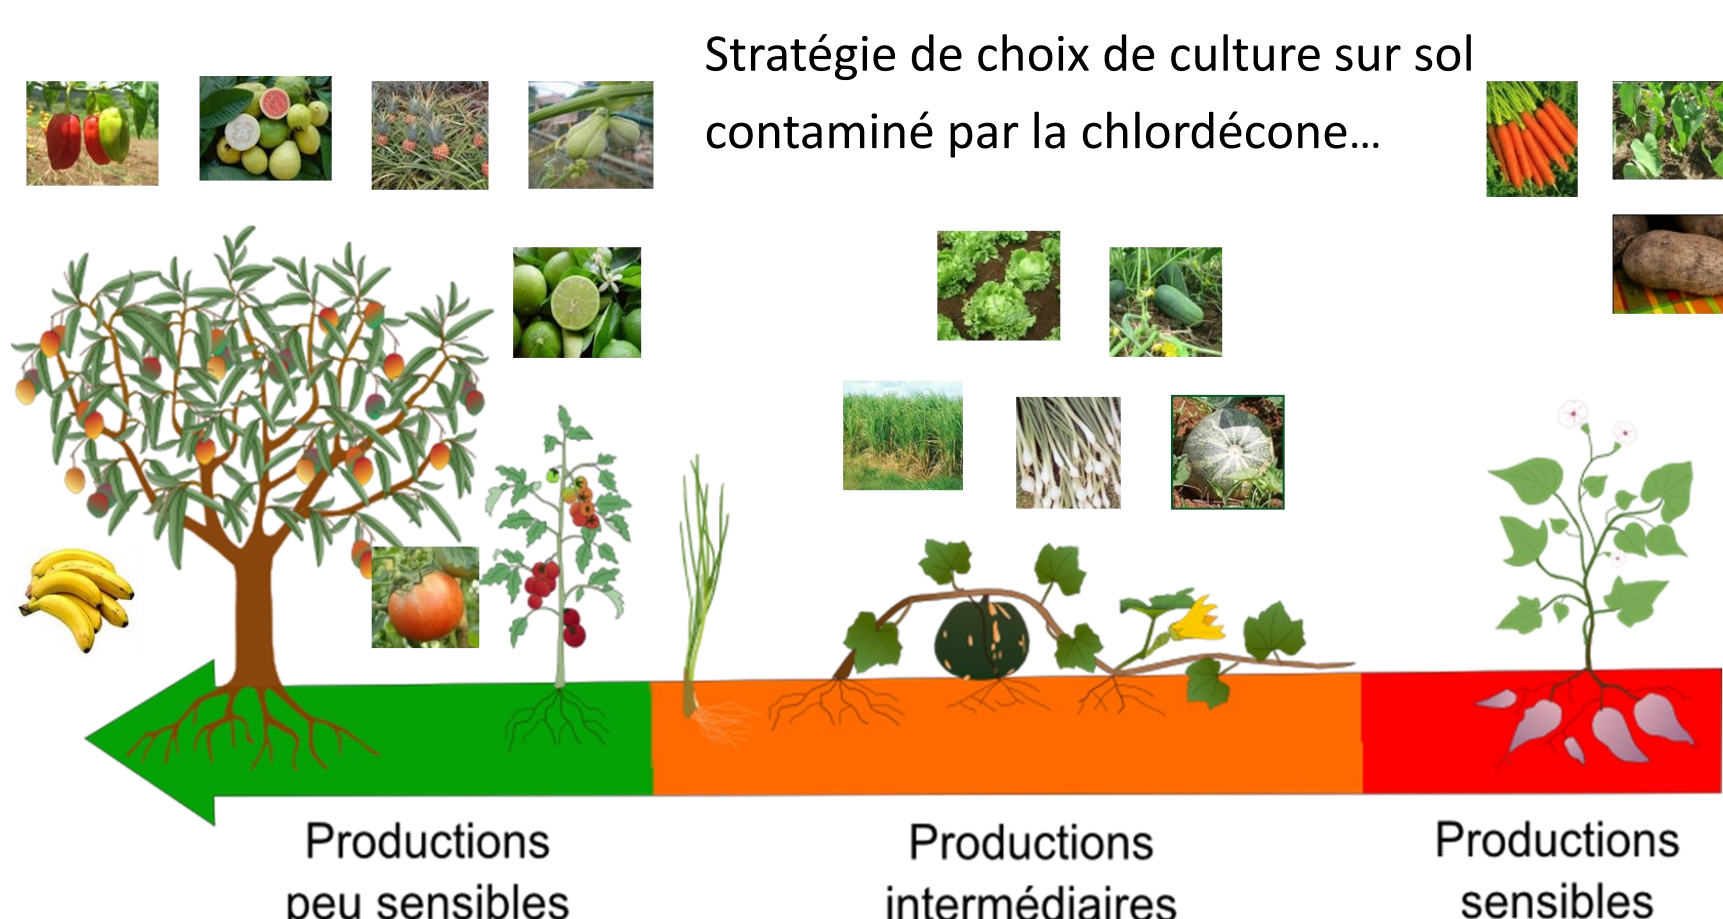 Stratégie de choix de culture sur sol
contaminé par la chlordécone…
Productions
peu sensibles
Productions
intermédiaires
Productions
sensibles